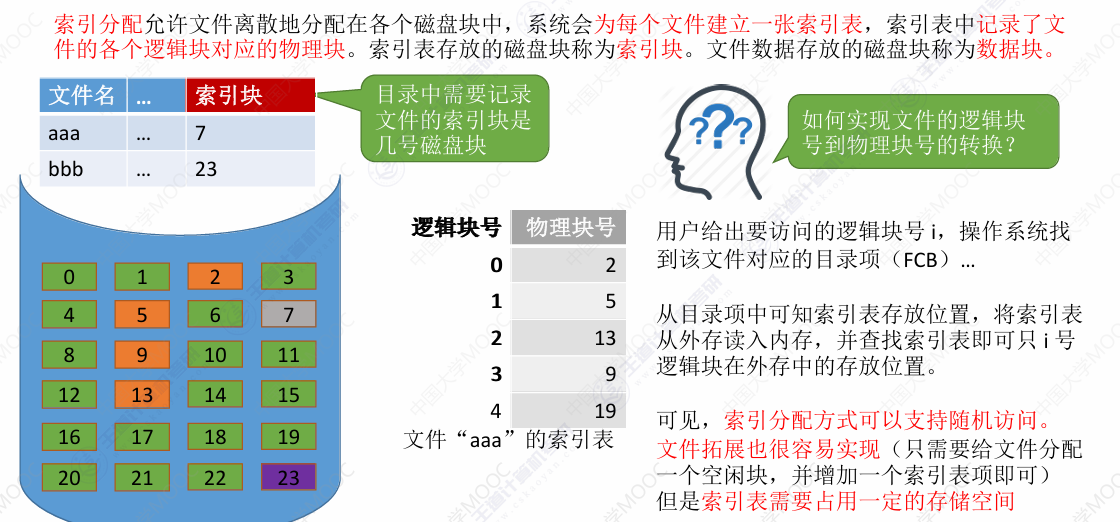 索引分配允许文件离散地分配在各个磁盘块中，系统会为每个文件建立一张索引表，索引表中记录了文
件的各个逻辑块对应的物理块。索引表存放的磁盘块称为索引块。文件数据存放的磁盘块称为数据块。
文件名 … 索引块
aaa … 7
bbb … 23
目录中需要记录
文件的索引块是
几号磁盘块
如何实现文件的逻辑块
号到物理块号的转换？
???
0 1 2 3
4 5 6 7
8 9 10 11
12 13 14 15
16 17 18 19
20 21 22 23
逻辑块号 物理块号
0 2
1 5
2 13
3 9
4 19
文件“aaa”的索引表
用户给出要访问的逻辑块号 i，操作系统找
到该文件对应的目录项（FCB）…
从目录项中可知索引表存放位置，将索引表
从外存读入内存，并查找索引表即可只 i 号
逻辑块在外存中的存放位置。
可见，索引分配方式可以支持随机访问。
文件拓展也很容易实现（只需要给文件分配
一个空闲块，并增加一个索引表项即可）
但是索引表需要占用一定的存储空间